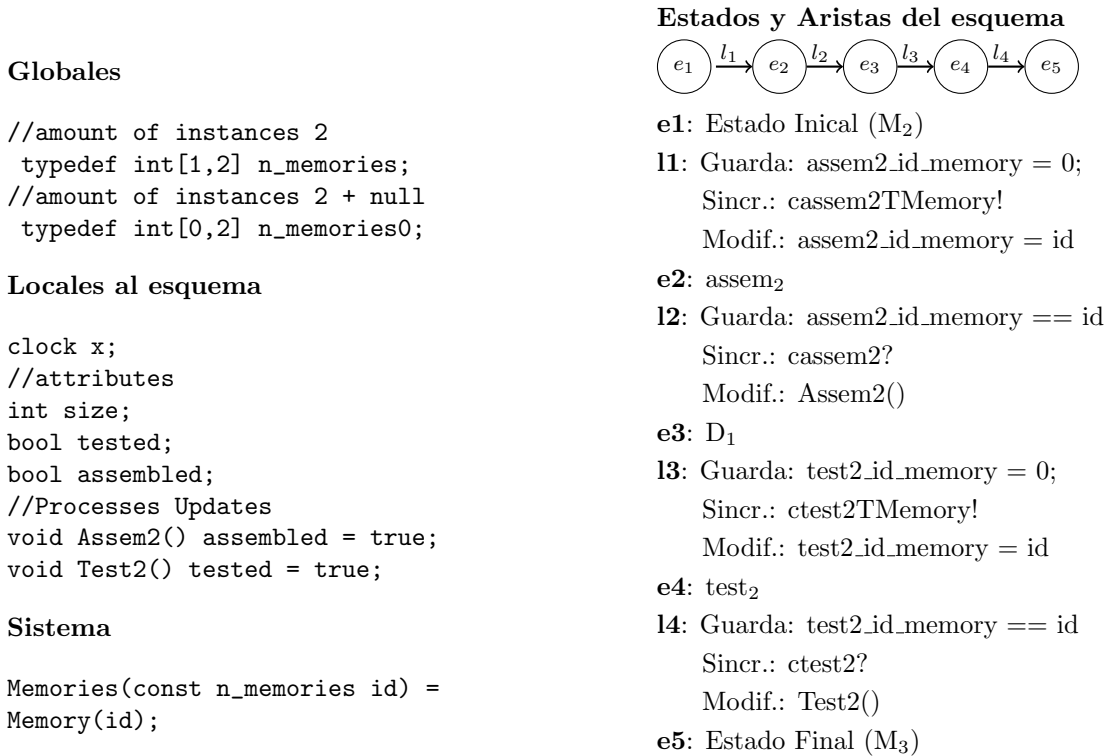 Globales
//amount of instances 2
typedef int[1,2] n_memories;
//amount of instances 2 + null
typedef int[0,2] n_memories0;
Locales al esquema
clock x;
//attributes
int size;
bool tested;
bool assembled;
//Processes Updates
void Assem2() assembled = true;
void Test2() tested = true;
Sistema
Memories(const n_memories id) =
Memory(id);
Estados y Aristas del esquema
e₁ l₁ e₂ l₂ e₃ l₃ e₄ l₄ e₅
e1: Estado Inical (M₂)
l1: Guarda: assem2_id_memory = 0;
Sincr.: cassem2TMemory!
Modif.: assem2_id_memory = id
e2: assem₂
l2: Guarda: assem2_id_memory == id
Sincr.: cassem2?
Modif.: Assem2()
e3: D₁
l3: Guarda: test2_id_memory = 0;
Sincr.: ctest2TMemory!
Modif.: test2_id_memory = id
e4: test₂
l4: Guarda: test2_id_memory == id
Sincr.: ctest2?
Modif.: Test2()
e5: Estado Final (M₃)